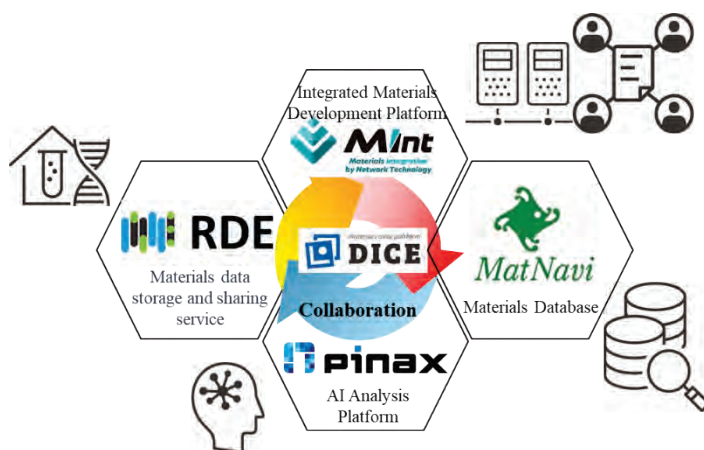 Integrated Materials
Development Platform
MInt
Materials Integration
by Network Technology
RDE
Materials data
storage and sharing
service
DICE
Collaboration
MatNavi
Materials Database
pinax
AI Analysis
Platform